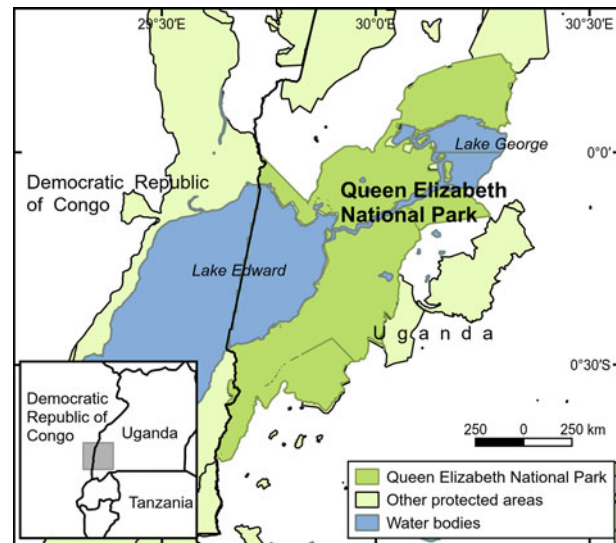 29°30'E
30°0'E
30°30'E
Lake George
0°0'
Democratic Republic
of Congo
Queen Elizabeth
National Park
Lake Edward
Uganda
0°30'S
Democratic
Republic of
Congo
Uganda
Tanzania
250 0 250 km
Queen Elizabeth National Park
Other protected areas
Water bodies